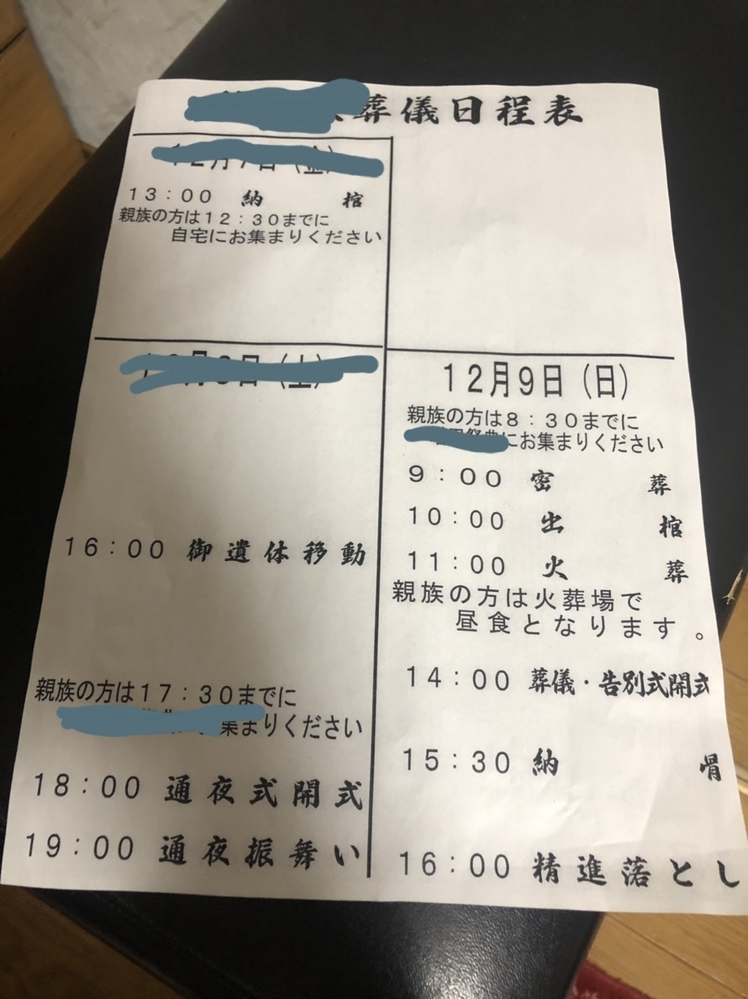 葬儀日程表
13:00 納棺
親族の方は12:30までに
自宅にお集まりください
16:00 御遺体移動
親族の方は17:30までに
集まりください
18:00 通夜式開式
19:00 通夜振舞い
12月9日(日)
親族の方は8:30までに
にお集まりください
9:00 密葬
10:00 出棺
11:00 火葬
親族の方は火葬場で
昼食となります。
14:00 葬儀・告別式開式
15:30 納骨
16:00 精進落とし